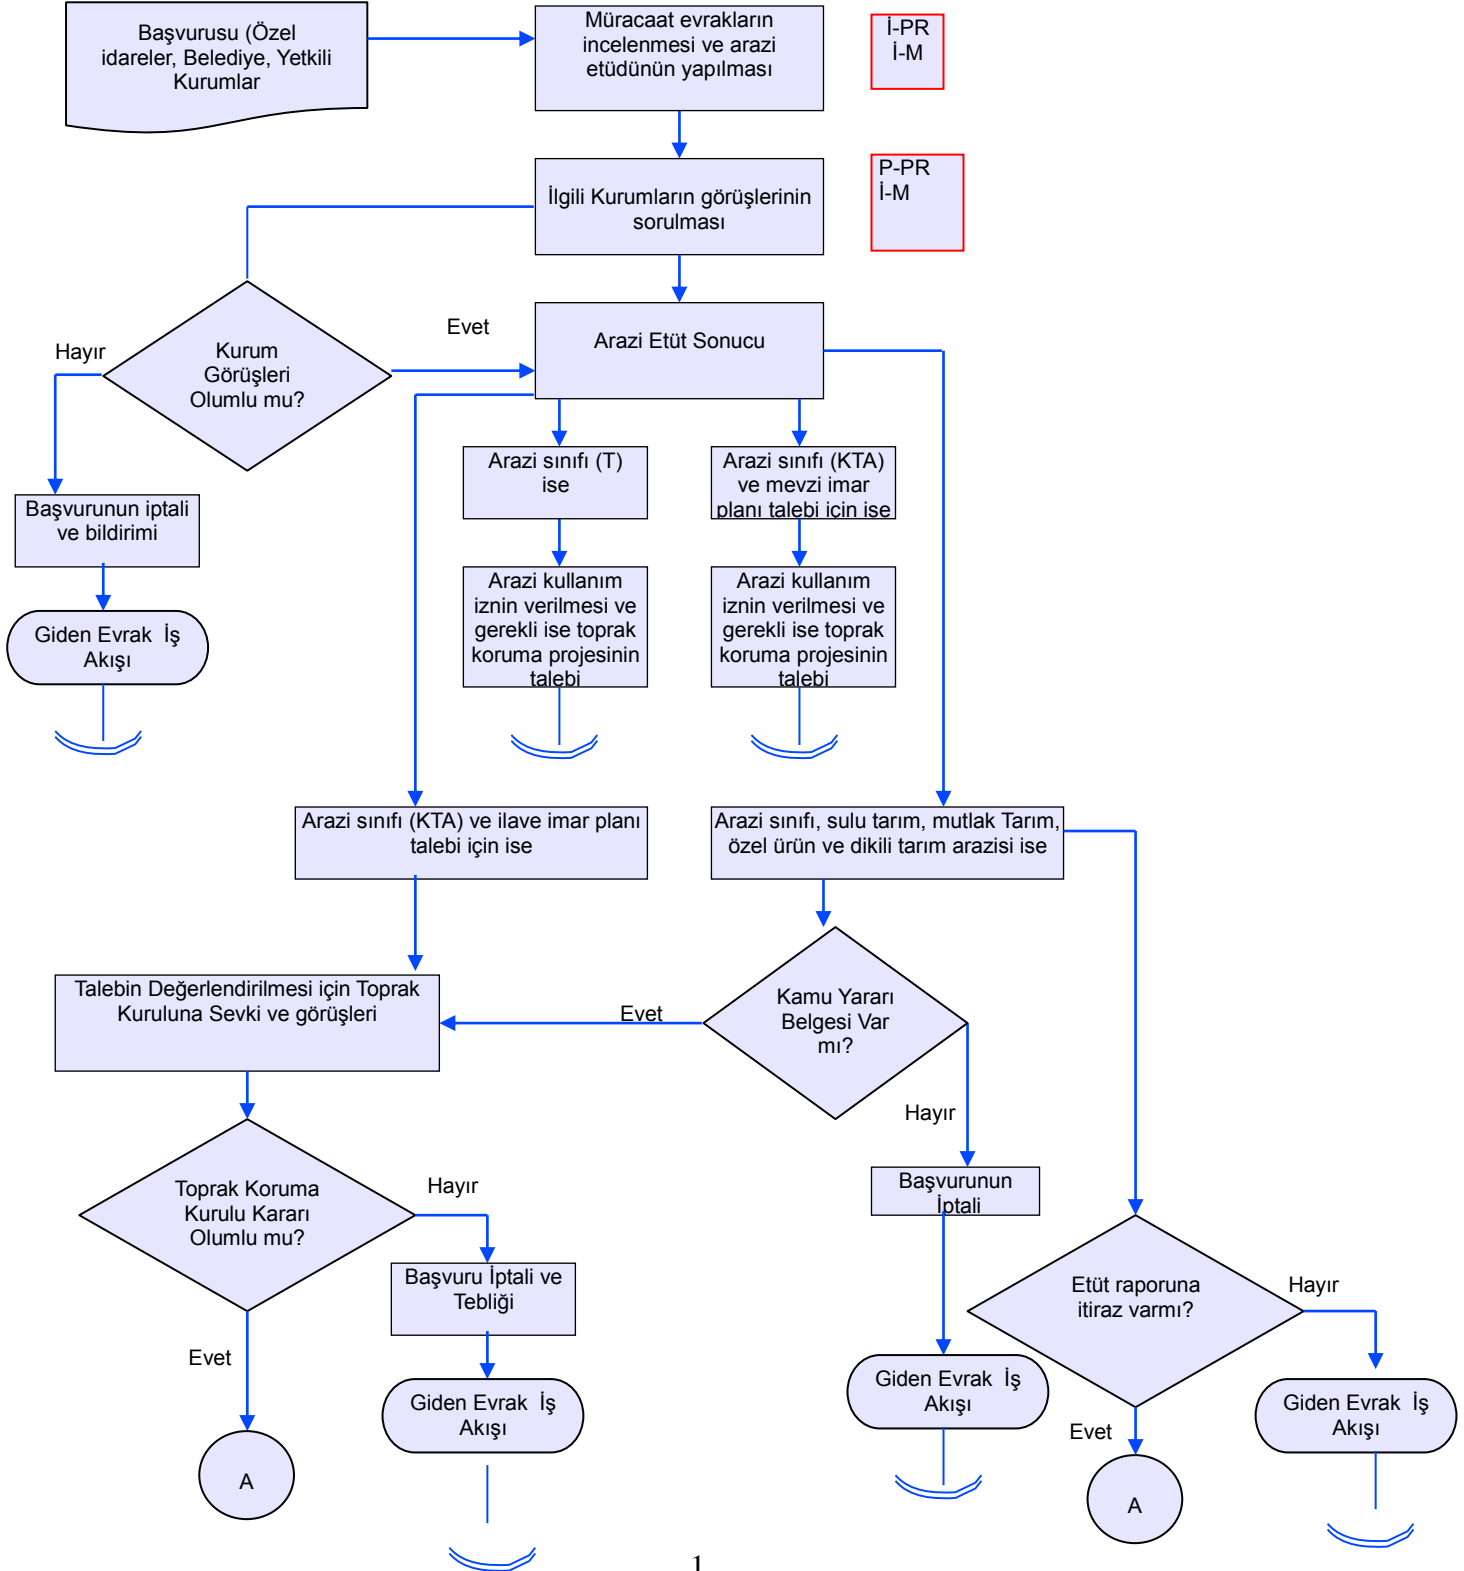 Başvurusu (Özel
idareler, Belediye, Yetkili
Kurumlar
Müracaat evrakların
incelenmesi ve arazi
etüdünün yapılması
İ-PR
İ-M
İlgili Kurumların görüşlerinin
sorulması
P-PR
İ-M
Kurum
Görüşleri
Olumlu mu?
Hayır
Evet
Arazi Etüt Sonucu
Başvurunun iptali
ve bildirimi
Giden Evrak İş
Akışı
Arazi sınıfı (T)
ise
Arazi sınıfı (KTA)
ve mevzi imar
planı talebi için ise
Arazi kullanım
iznin verilmesi ve
gerekli ise toprak
koruma projesinin
talebi
Arazi kullanım
iznin verilmesi ve
gerekli ise toprak
koruma projesinin
talebi
Arazi sınıfı (KTA) ve ilave imar planı
talebi için ise
Arazi sınıfı, sulu tarım, mutlak Tarım,
özel ürün ve dikili tarım arazisi ise
Talebin Değerlendirilmesi için Toprak
Kuruluna Sevki ve görüşleri
Evet
Kamu Yararı
Belgesi Var
mı?
Hayır
Toprak Koruma
Kurulu Kararı
Olumlu mu?
Hayır
Başvurunun
İptali
Başvuru İptali ve
Tebliği
Etüt raporuna
itiraz varmı?
Hayır
Evet
Giden Evrak İş
Akışı
Giden Evrak İş
Akışı
Giden Evrak İş
Akışı
Evet
A
A
1